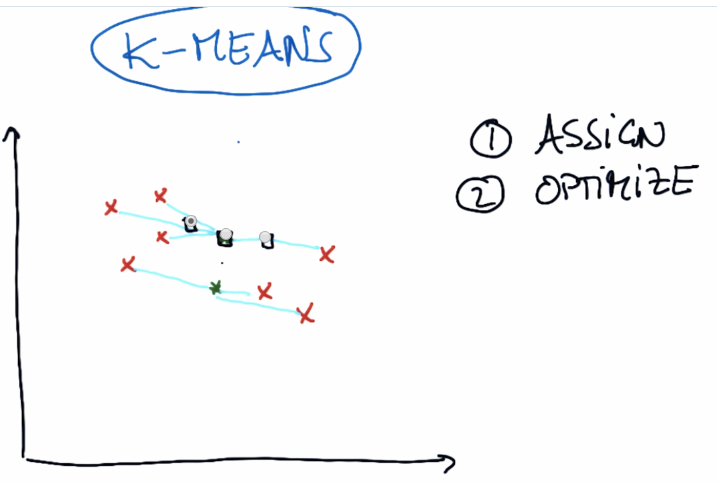 K-MEANS
① ASSiGN
② OPTiMiZE